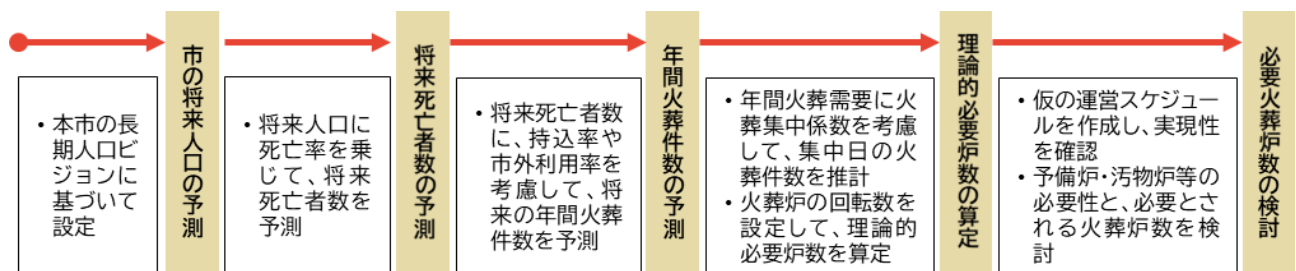 ・本市の長
期人口ビ
ジョンに
基づいて
設定
市の将来人口の予測
・将来人口に
死亡率を乗
じて、将来
死亡者数を
予測
将来死亡者数の予測
・将来死亡者数
に、持込率や
市外利用率を
考慮して、将
来の年間火葬
件数を予測
年間火葬件数の予測
・年間火葬需要に火
葬集中係数を考慮
して、集中日の火
葬件数を推計
・火葬炉の回転数を
設定して、理論的
必要炉数を算定
理論的必要炉数の算定
・仮の運営スケジュー
ルを作成し、実現性
を確認
・予備炉・汚物炉等の
必要性と、必要とさ
れる火葬炉数を検
討
必要火葬炉数の検討